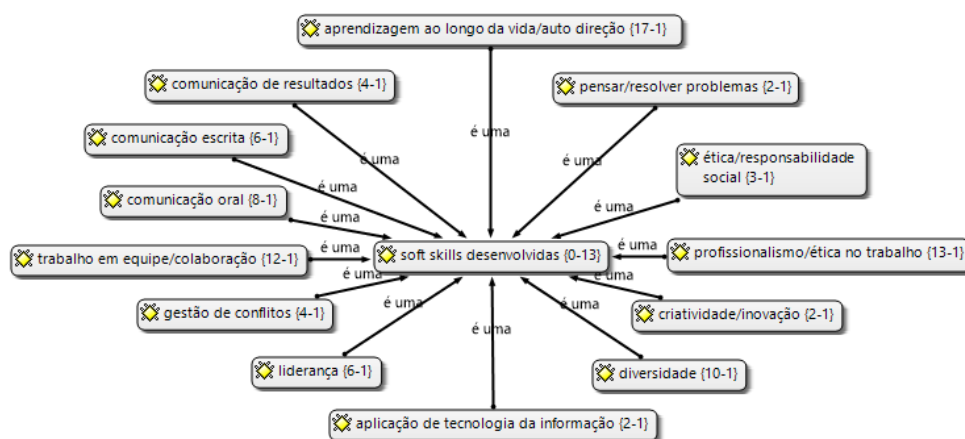 aprendizagem ao longo da vida/auto direção {17-1}
comunicação de resultados {4-1}
pensar/resolver problemas {2-1}
é uma
comunicação escrita {6-1}
é uma
é uma
ética/responsabilidade
social {3-1}
é uma
comunicação oral {8-1}
é uma
é uma
trabalho em equipe/colaboração {12-1}
é uma
soft skills desenvolvidas {0-13}
é uma
profissionalismo/ética no trabalho {13-1}
é uma
é uma
gestão de conflitos {4-1}
é uma
é uma
é uma
criatividade/inovação {2-1}
liderança {6-1}
diversidade {10-1}
aplicação de tecnologia da informação {2-1}